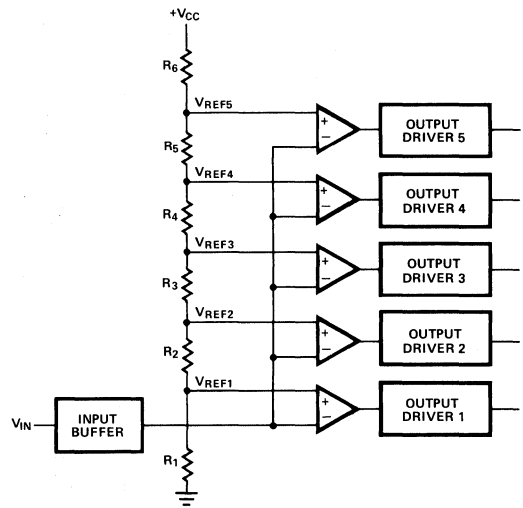 +VCC
R6
VREF5
+
−
OUTPUT
DRIVER 5
R5
VREF4
+
−
OUTPUT
DRIVER 4
R4
VREF3
+
−
OUTPUT
DRIVER 3
R3
VREF2
+
−
OUTPUT
DRIVER 2
R2
VREF1
+
−
OUTPUT
DRIVER 1
VIN
INPUT
BUFFER
R1